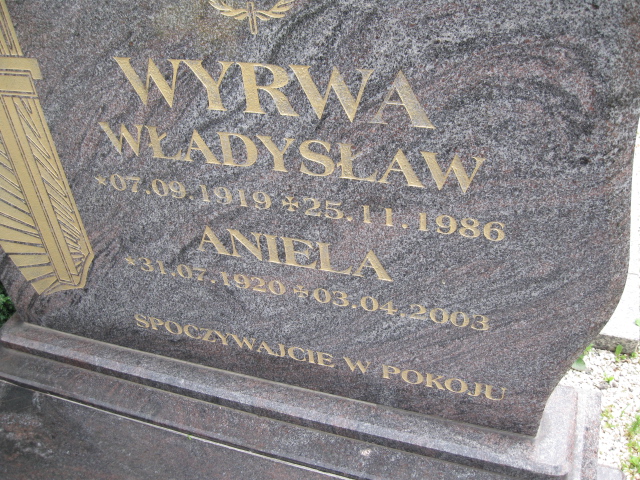 WYRWA
WŁADYSŁAW
*07.09.1919 ✠25.11.1986
ANIELA
*31.07.1920 ✠03.04.2003
SPOCZYWAJCIE W POKOJU